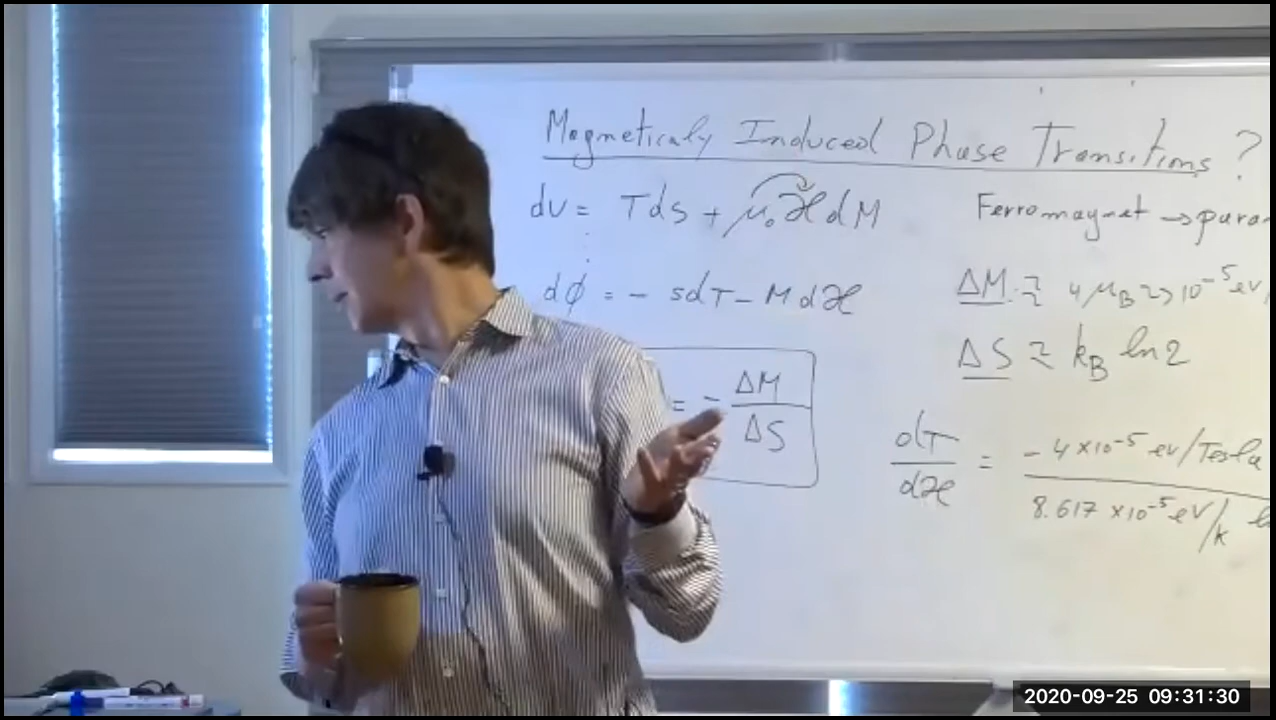 Magneticaly Induced Phase Transitions ?
dU = TdS + μ₀ℋdM
Ferromagnet → para
dϕ = - SdT - Mdℋ
ΔM ≈ 4μB ~> 10⁻⁵ eV/
ΔS ≈ kB ln2
= - ΔM / ΔS
dT / dℋ = - 4×10⁻⁵ eV/Tesla / 8.617 ×10⁻⁵ eV/K
2020-09-25 09:31:30